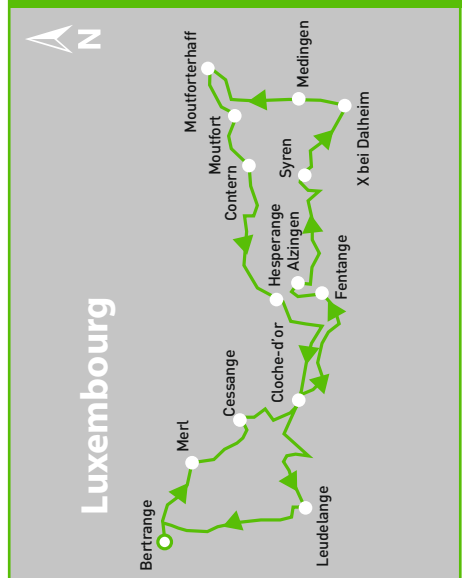 Luxembourg
N
Bertrange
Merl
Cessange
Cloche-d'or
Hesperange
Alzingen
Fentange
Syren
X bei Dalheim
Medingen
Moutforterhaff
Moutfort
Contern
Leudelange